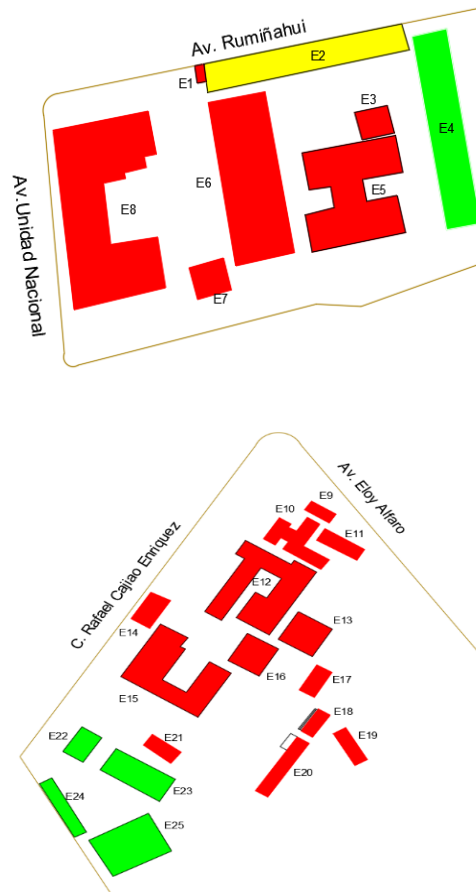 Av. Rumiñahui
E1
E2
E3
E4
E5
E6
E7
E8
Av.Unidad Nacional
Av. Eloy Alfaro
C. Rafael Cajiao Enriquez
E9
E10
E11
E12
E13
E14
E15
E16
E17
E18
E19
E20
E21
E22
E23
E24
E25